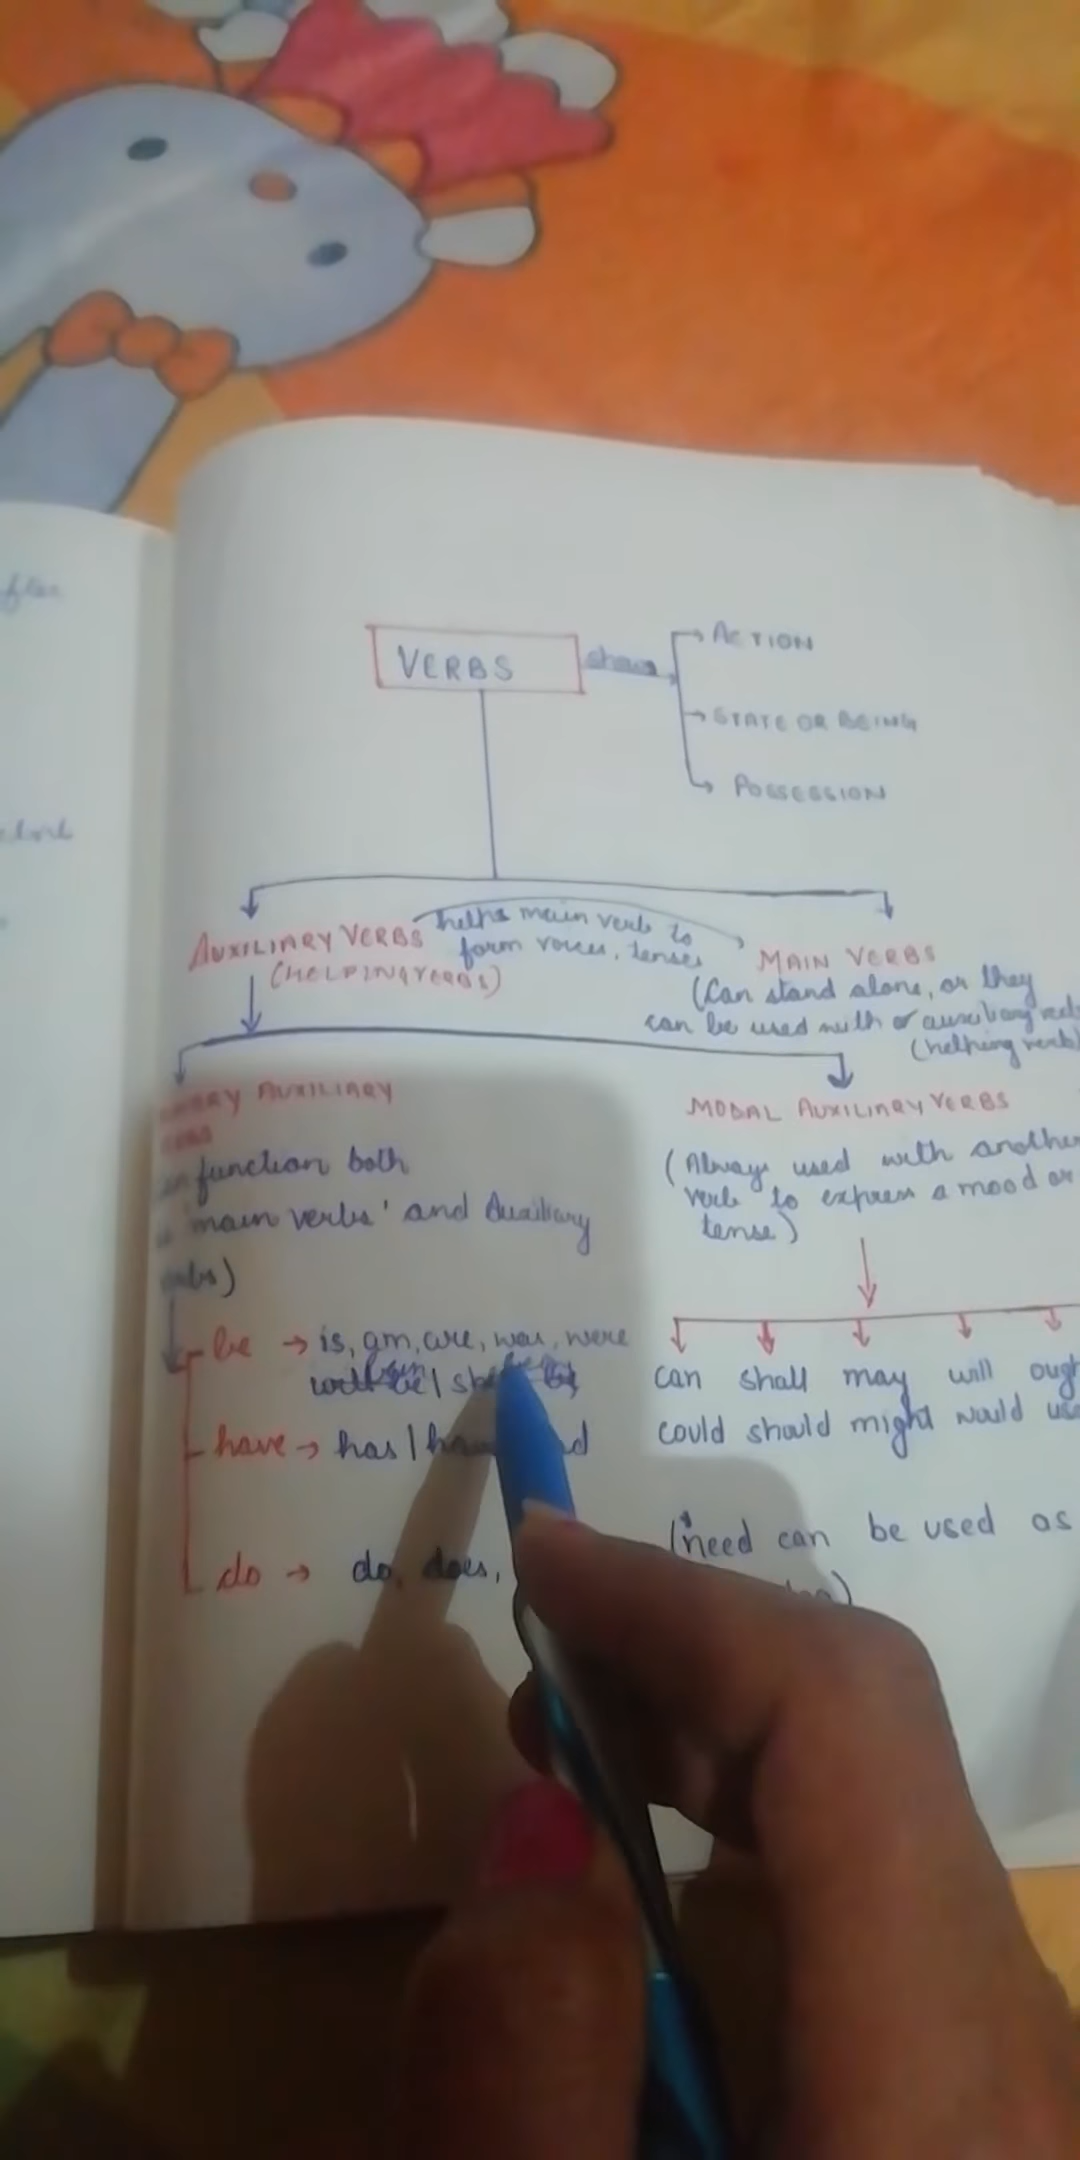 VERBS
shows
ACTION
STATE OR BEING
POSSESSION
AUXILIARY VERBS
(HELPING VERBS)
helps main verb to
form voices, tenses
MAIN VERBS
(Can stand alone, or they
can be used with or auxiliary
(helping verb)
AUXILIARY
function both
'main verbs' and Auxiliary
MODAL AUXILIARY VERBS
(Always used with another
verb to express a mood or
tense)
be → is, am, are, was, were
have → has |
do → do, does,
can shall may will
could should might would
(need can be used as